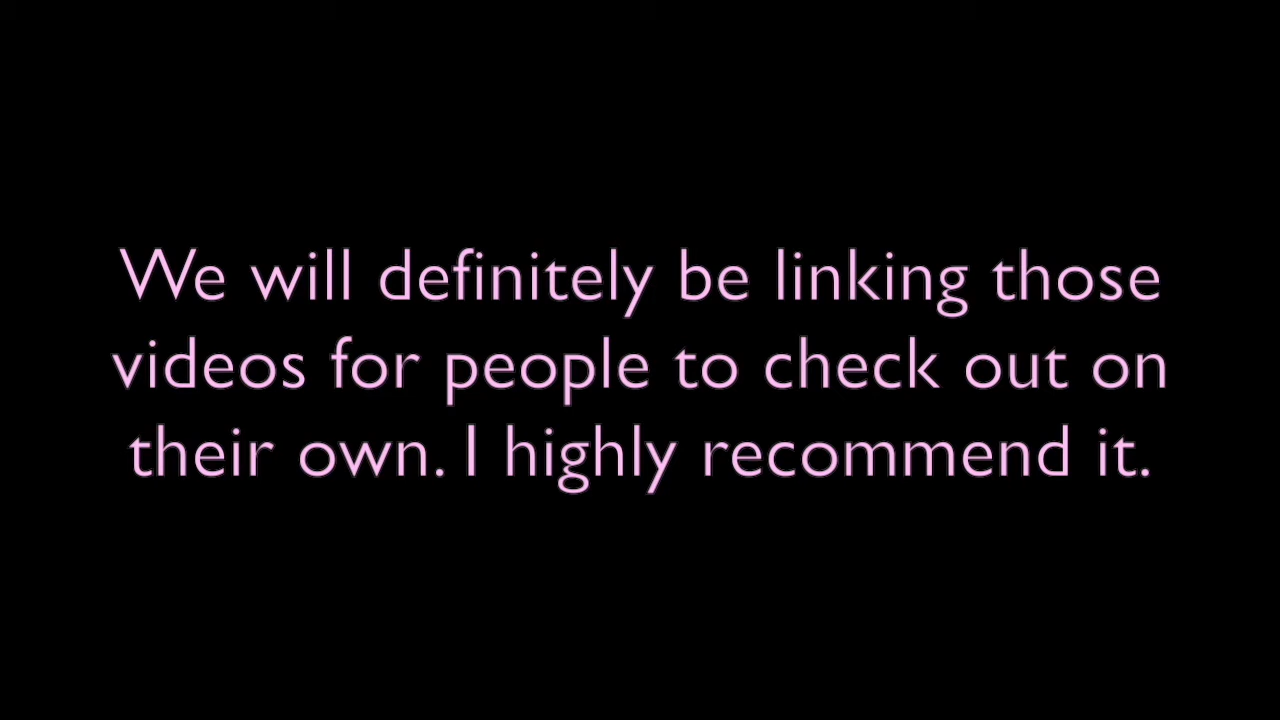 We will definitely be linking those
videos for people to check out on
their own. I highly recommend it.